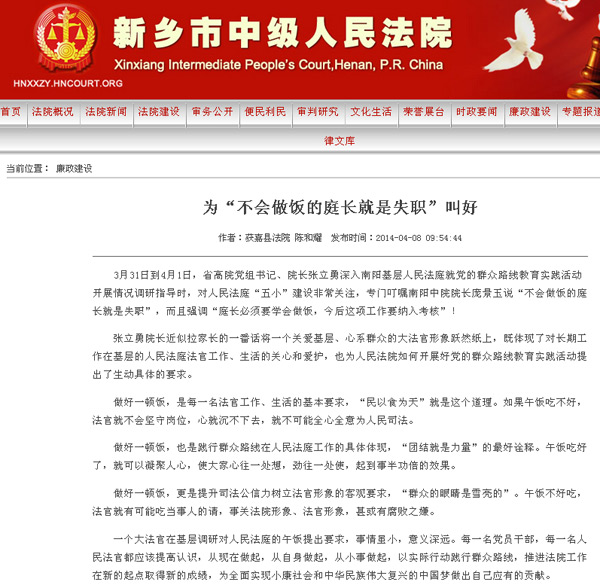 新乡市中级人民法院
Xinxiang Intermediate People's Court,Henan, P.R. China
HNXXZY.HNCOURT.ORG
首页 法院概况 法院新闻 法院建设 审务公开 便民利民 审判研究 文化生活 荣誉展台 时政要闻 廉政建设 专题报道
律文库
当前位置： 廉政建设
为“不会做饭的庭长就是失职”叫好
作者：获嘉县法院 陈和耀 发布时间：2014-04-08 09:54:44
3月31日到4月1日，省高院党组书记、院长张立勇深入南阳基层人民法庭就党的群众路线教育实践活动
开展情况调研指导时，对人民法庭“五小”建设非常关注，专门叮嘱南阳中院院长庞景玉说“不会做饭的庭
长就是失职”，而且强调“庭长必须要学会做饭，今后这项工作要纳入考核”！
张立勇院长近似拉家长的一番话将一个关爱基层、心系群众的大法官形象跃然纸上，既体现了对长期工
作在基层的人民法庭法官工作、生活的关心和爱护，也为人民法院如何开展好党的群众路线教育实践活动提
出了生动具体的要求。
做好一顿饭，是每一名法官工作、生活的基本要求，“民以食为天”就是这个道理。如果午饭吃不好，
法官就不会坚守岗位，心就沉不下去，就不可能全心全意为人民司法。
做好一顿饭，也是践行群众路线在人民法庭工作的具体体现，“团结就是力量”的最好诠释。午饭吃好
了，就可以凝聚人心，使大家心往一处想，劲往一处使，起到事半功倍的效果。
做好一顿饭，更是提升司法公信力树立法官形象的客观要求，“群众的眼睛是雪亮的”。午饭不好吃，
法官就有可能吃当事人的请，事关法院形象、法官形象，甚或有腐败之嫌。
一个大法官在基层调研对人民法庭的午饭提出要求，事情虽小，意义深远。每一名党员干部，每一名人
民法官都应该提高认识，从现在做起，从自身做起，从小事做起，以实际行动践行群众路线，推进法院工作
在新的起点取得新的成绩，为全面实现小康社会和中华民族伟大复兴的中国梦做出自己应有的贡献。